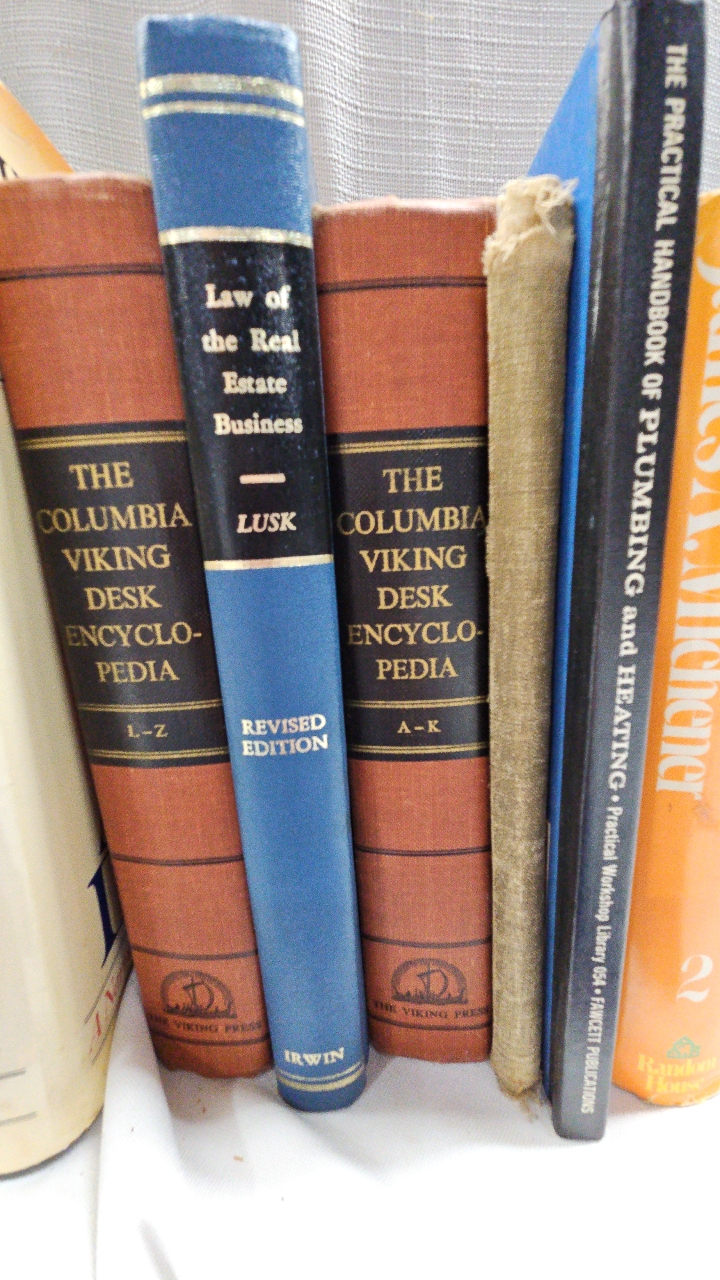 THE
COLUMBIA
VIKING
DESK
ENCYCLO-
PEDIA
L-Z
THE VIKING PRESS
Law of
the Real
Estate
Business
LUSK
REVISED
EDITION
IRWIN
THE
COLUMBIA
VIKING
DESK
ENCYCLO-
PEDIA
A-K
THE VIKING PRESS
THE PRACTICAL HANDBOOK OF PLUMBING and HEATING • Practical Workshop Library 054 • FAWCETT PUBLICATIONS
James A. Michener
2
Random
House